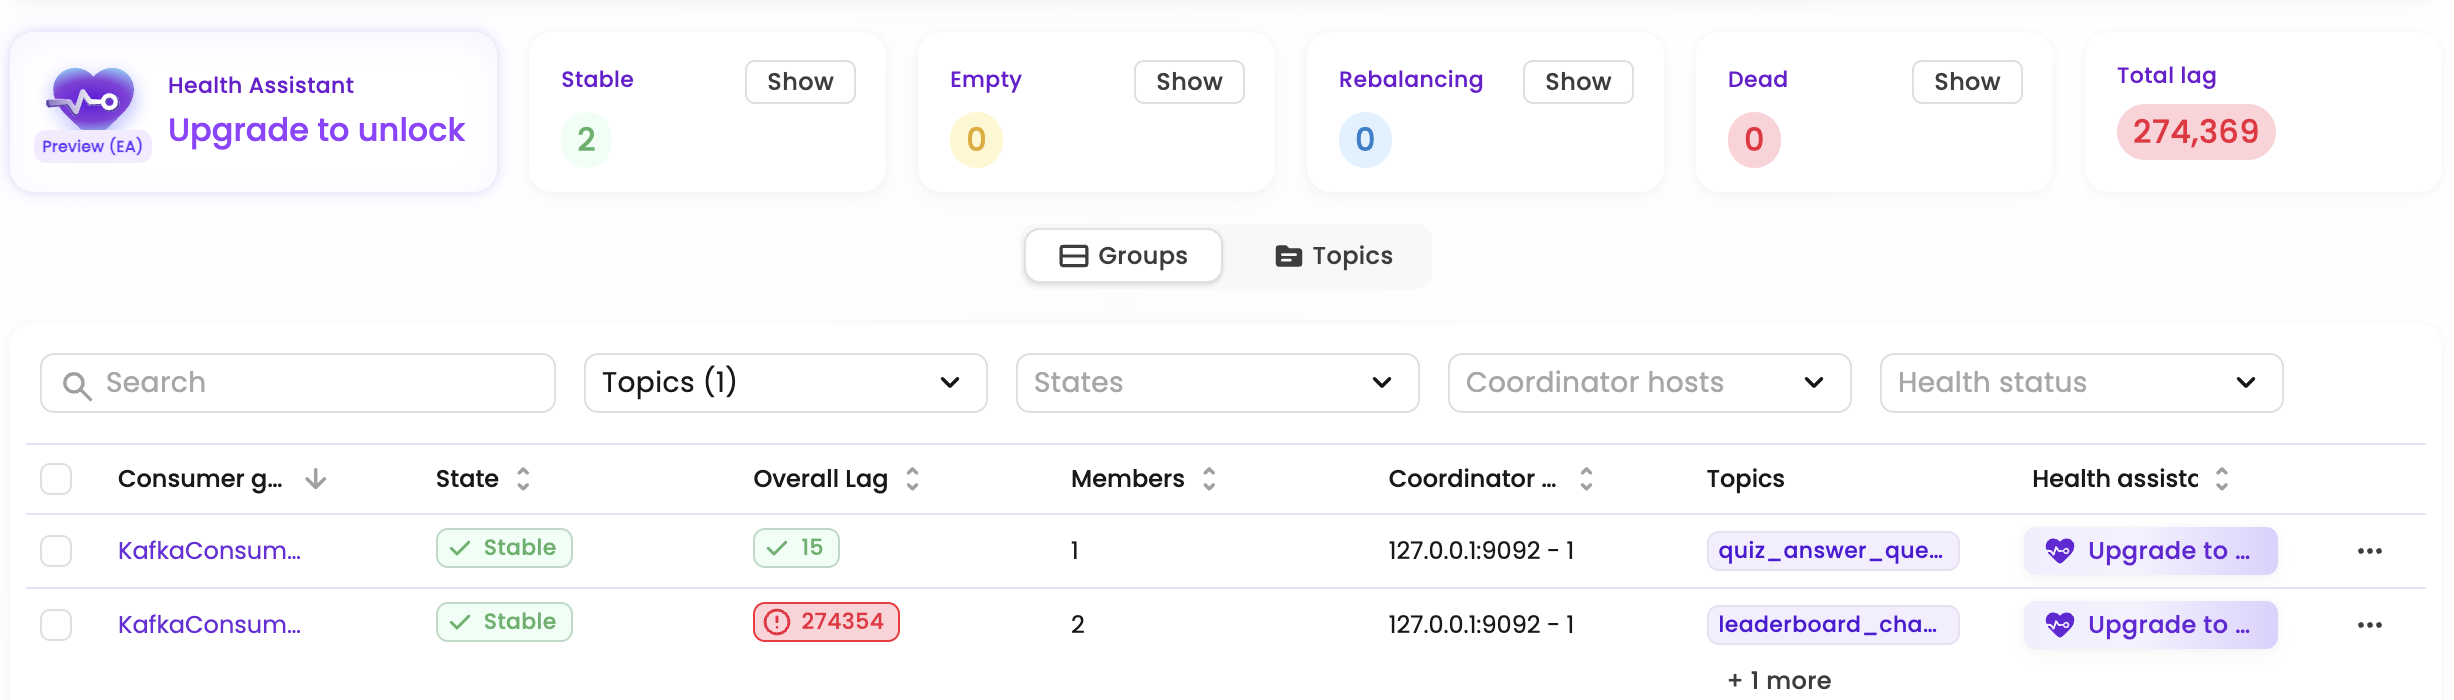 Health Assistant
Upgrade to unlock
Preview (EA)
Stable
Show
2
Empty
Show
0
Rebalancing
Show
0
Dead
Show
0
Total lag
274,369
Groups
Topics
Search
Topics (1)
States
Coordinator hosts
Health status
Consumer g...
State
Overall Lag
Members
Coordinator ...
Topics
Health assista
KafkaConsum...
Stable
15
1
127.0.0.1:9092 - 1
quiz_answer_que...
Upgrade to ...
KafkaConsum...
Stable
274354
2
127.0.0.1:9092 - 1
leaderboard_cha...
Upgrade to ...
+ 1 more